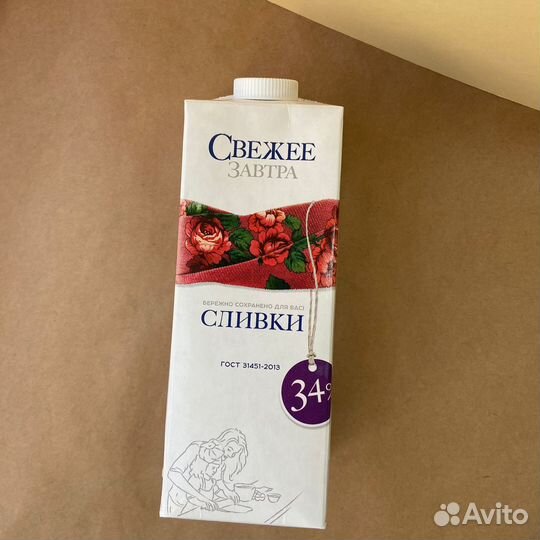 СВЕЖЕЕ
ЗАВТРА
БЕРЕЖНО СОХРАНЕНО ДЛЯ ВАС!
СЛИВКИ
ГОСТ 31451-2013
34%
Avito